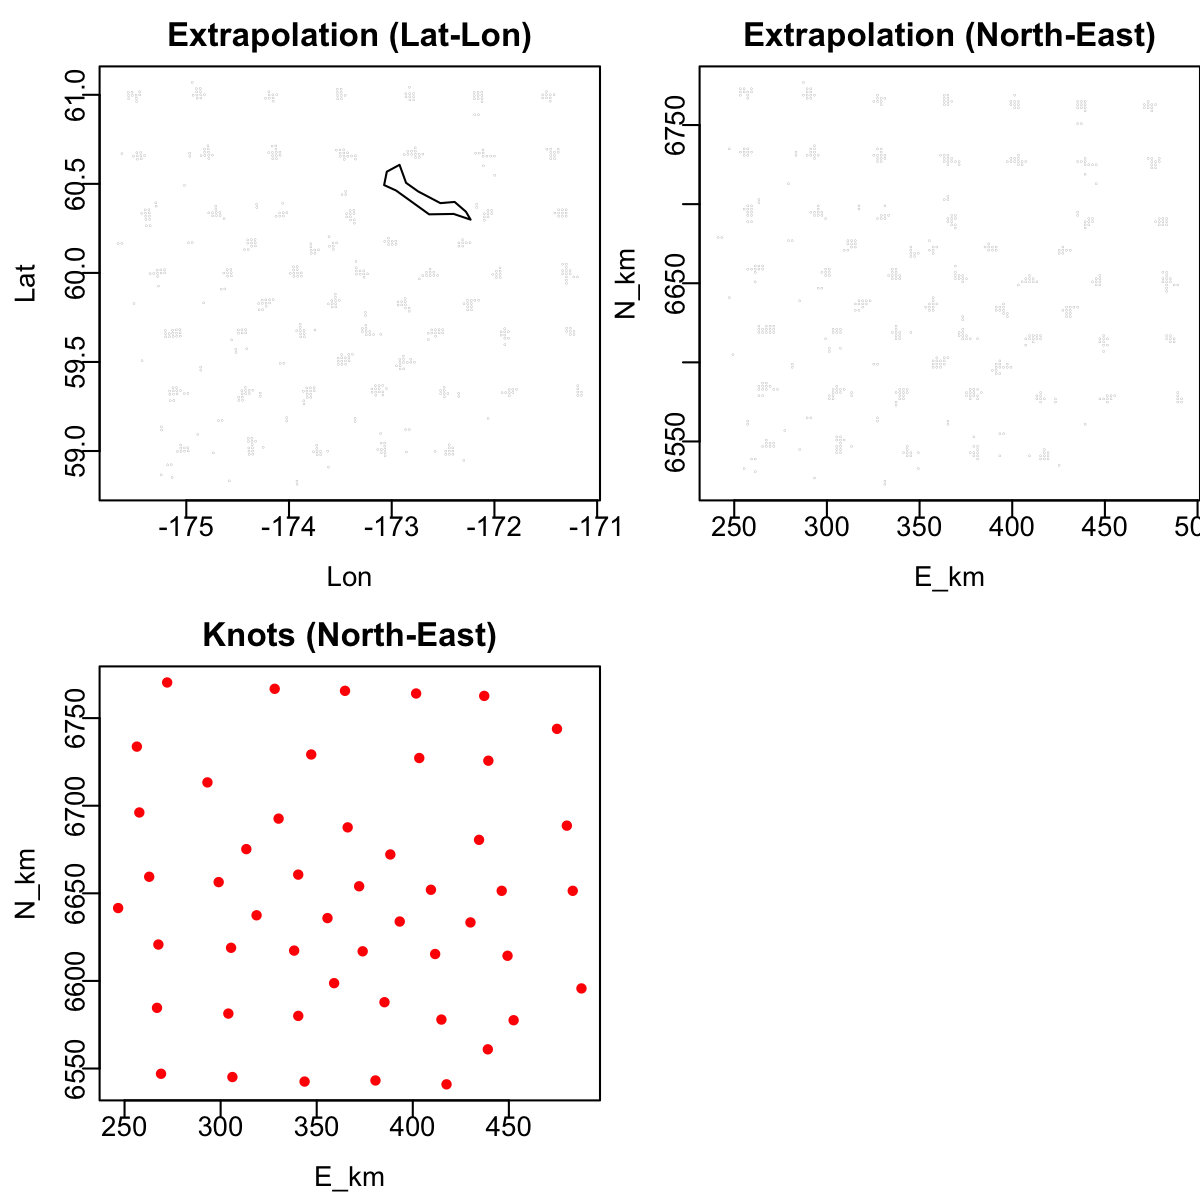 Extrapolation (Lat-Lon)
Lat
61.0
60.5
60.0
59.5
59.0
-175 -174 -173 -172 -171
Lon
Extrapolation (North-East)
N_km
6750
6650
6550
250 300 350 400 450 50
E_km
Knots (North-East)
N_km
6750
6700
6650
6600
6550
250 300 350 400 450
E_km